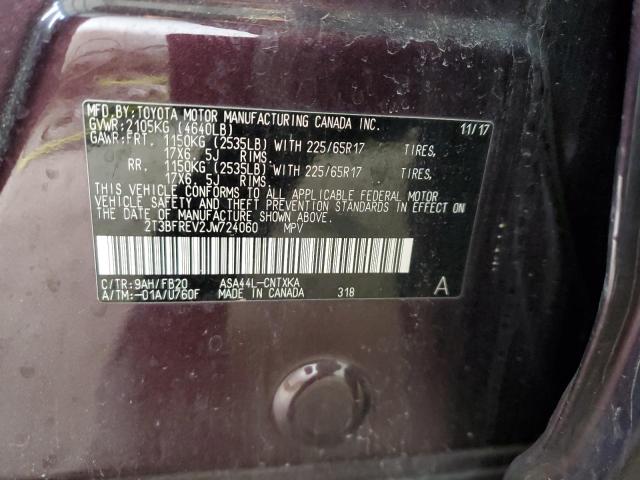 MFD. BY: TOYOTA MOTOR MANUFACTURING CANADA INC.
GVWR: 2105KG (4640LB) 11/17
GAWR: FRT. 1150KG (2535LB) WITH 225/65R17 TIRES,
17X6. 5J RIMS.
RR. 1150KG (2535LB) WITH 225/65R17 TIRES,
17X6. 5J RIMS.
THIS VEHICLE CONFORMS TO ALL APPLICABLE FEDERAL MOTOR
VEHICLE SAFETY AND THEFT PREVENTION STANDARDS IN EFFECT ON
THE DATE OF MANUFACTURE SHOWN ABOVE.
2T3BFREV2JW724060 MPV
C/TR: 9AH/FB20 ASA44L-CNTXKA
A/TM: -01A/U760F MADE IN CANADA 318 A